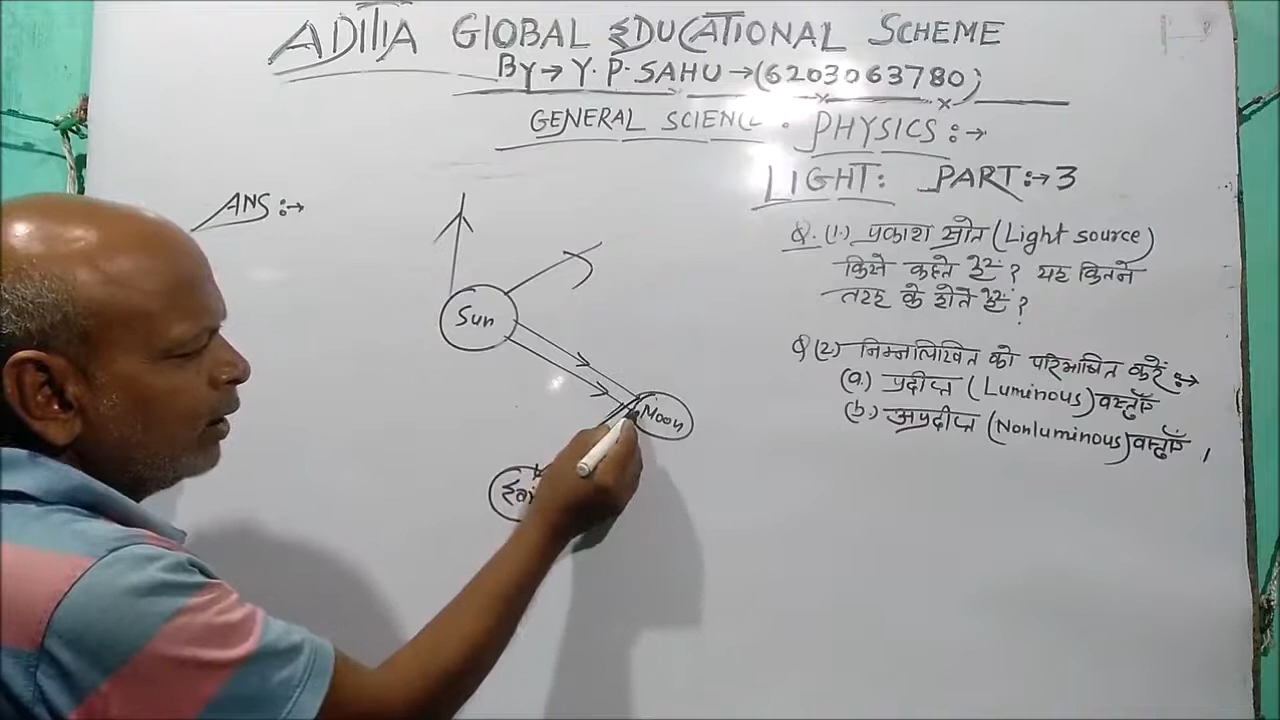 ADITIA GLOBAL EDUCATIONAL SCHEME
BY → Y. P. SAHU → (6203063780)
GENERAL SCIENCE. PHYSICS :→
LIGHT: PART :→ 3
ANS :→
Q. (1.) प्रकाश स्रोत (Light source)
किसे कहते हैं? यह कितने
तरह के होते हैं?
Q (2) निम्नलिखित को परिभाषित करें :→
(a.) प्रदीप्त (Luminous) वस्तुएँ
(b.) अप्रदीप्त (Nonluminous) वस्तुएँ,
Sun
Moon